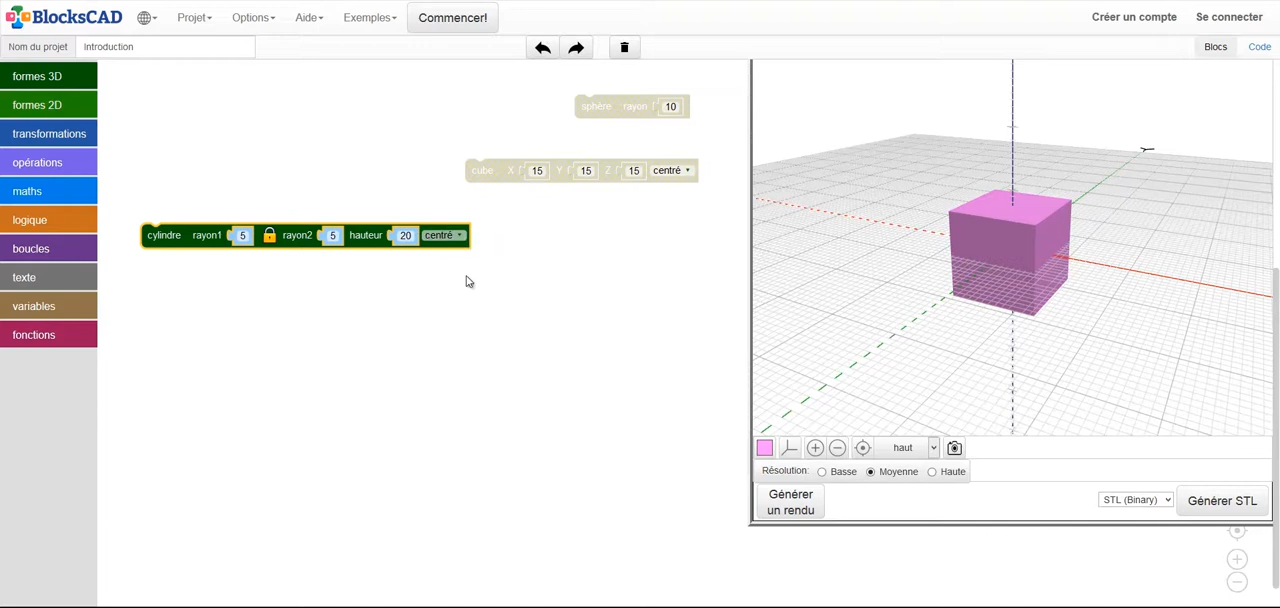 BlocksCAD Projet Options Aide Exemples Commencer! Créer un compte Se connecter
Nom du projet Introduction Blocs Code
formes 3D
formes 2D
transformations
opérations
maths
logique
boucles
texte
variables
fonctions
sphère rayon 10
cube X 15 Y 15 Z 15 centré
cylindre rayon1 5 rayon2 5 hauteur 20 centré
haut
Résolution: Basse Moyenne Haute
Générer
un rendu
STL (Binary) Générer STL